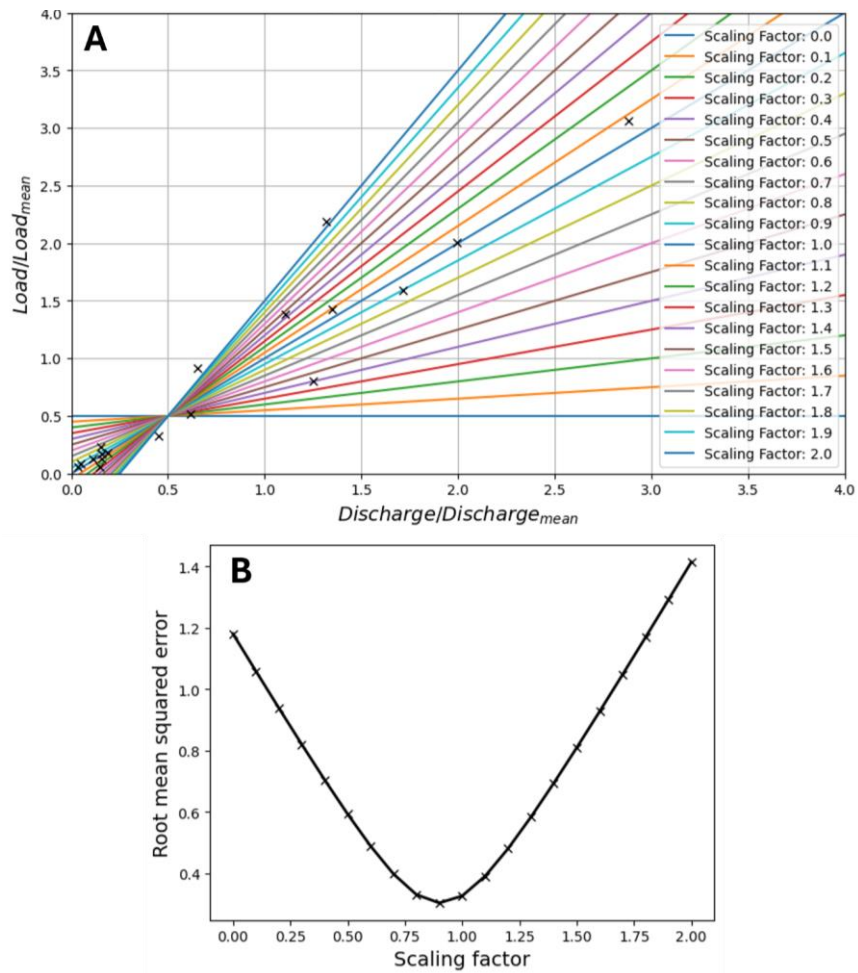 A
4.0
3.5
3.0
2.5
2.0
1.5
1.0
0.5
0.0
Load/Load_mean
Scaling Factor: 0.0
Scaling Factor: 0.1
Scaling Factor: 0.2
Scaling Factor: 0.3
Scaling Factor: 0.4
Scaling Factor: 0.5
Scaling Factor: 0.6
Scaling Factor: 0.7
Scaling Factor: 0.8
Scaling Factor: 0.9
Scaling Factor: 1.0
Scaling Factor: 1.1
Scaling Factor: 1.2
Scaling Factor: 1.3
Scaling Factor: 1.4
Scaling Factor: 1.5
Scaling Factor: 1.6
Scaling Factor: 1.7
Scaling Factor: 1.8
Scaling Factor: 1.9
Scaling Factor: 2.0
0.0 0.5 1.0 1.5 2.0 2.5 3.0 3.5 4.0
Discharge/Discharge_mean
B
1.4
1.2
1.0
0.8
0.6
0.4
Root mean squared error
0.00 0.25 0.50 0.75 1.00 1.25 1.50 1.75 2.00
Scaling factor